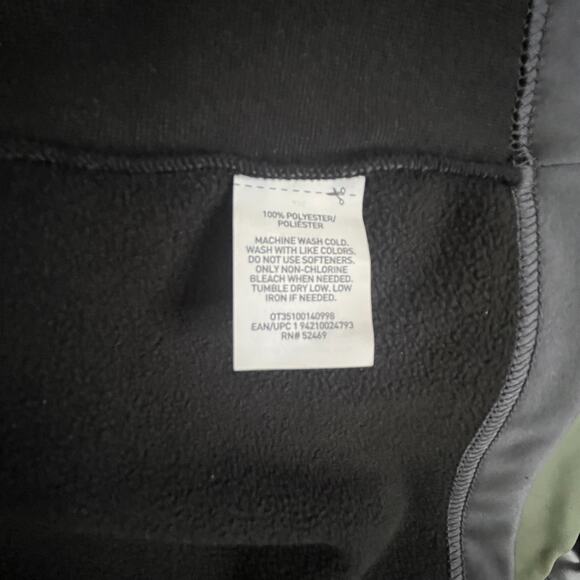 100% POLYESTER/
POLIÉSTER
MACHINE WASH COLD.
WASH WITH LIKE COLORS.
DO NOT USE SOFTENERS.
ONLY NON-CHLORINE
BLEACH WHEN NEEDED.
TUMBLE DRY LOW. LOW
IRON IF NEEDED.
OT35100140998
EAN/UPC 1 94210024793
RN# 52469